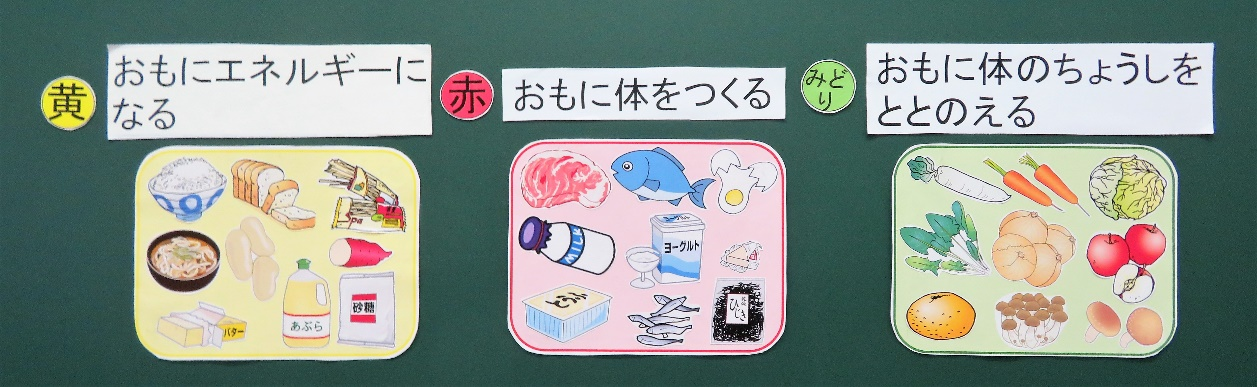 黄
おもにエネルギーに
なる
赤
おもに体をつくる
みど
り
おもに体のちょうしを
ととのえる
バター
あぶら
砂糖
MILK
ヨーグルト
とうふ
ひじき